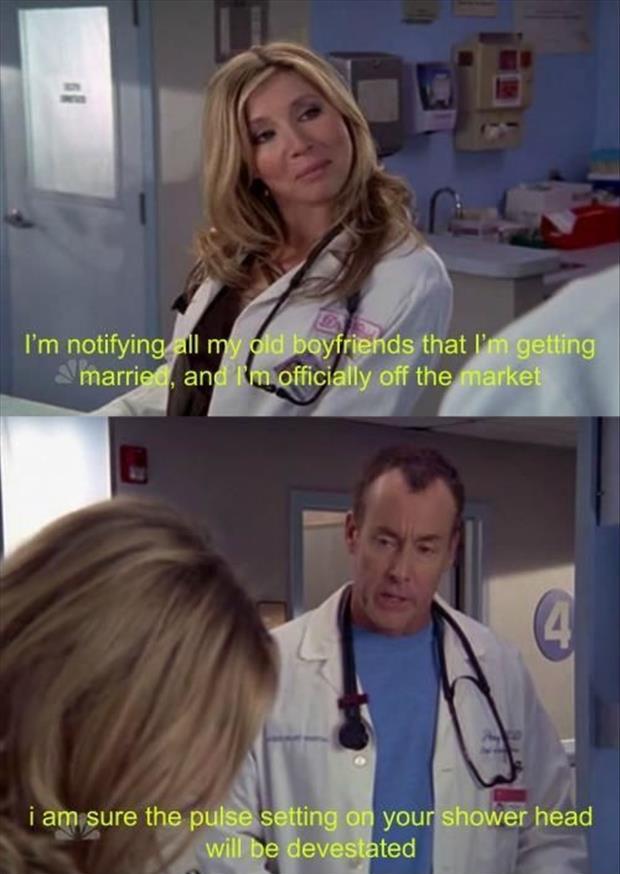 I'm notifying all my old boyfriends that I'm getting
married, and I'm officially off the market
4
i am sure the pulse setting on your shower head
will be devestated